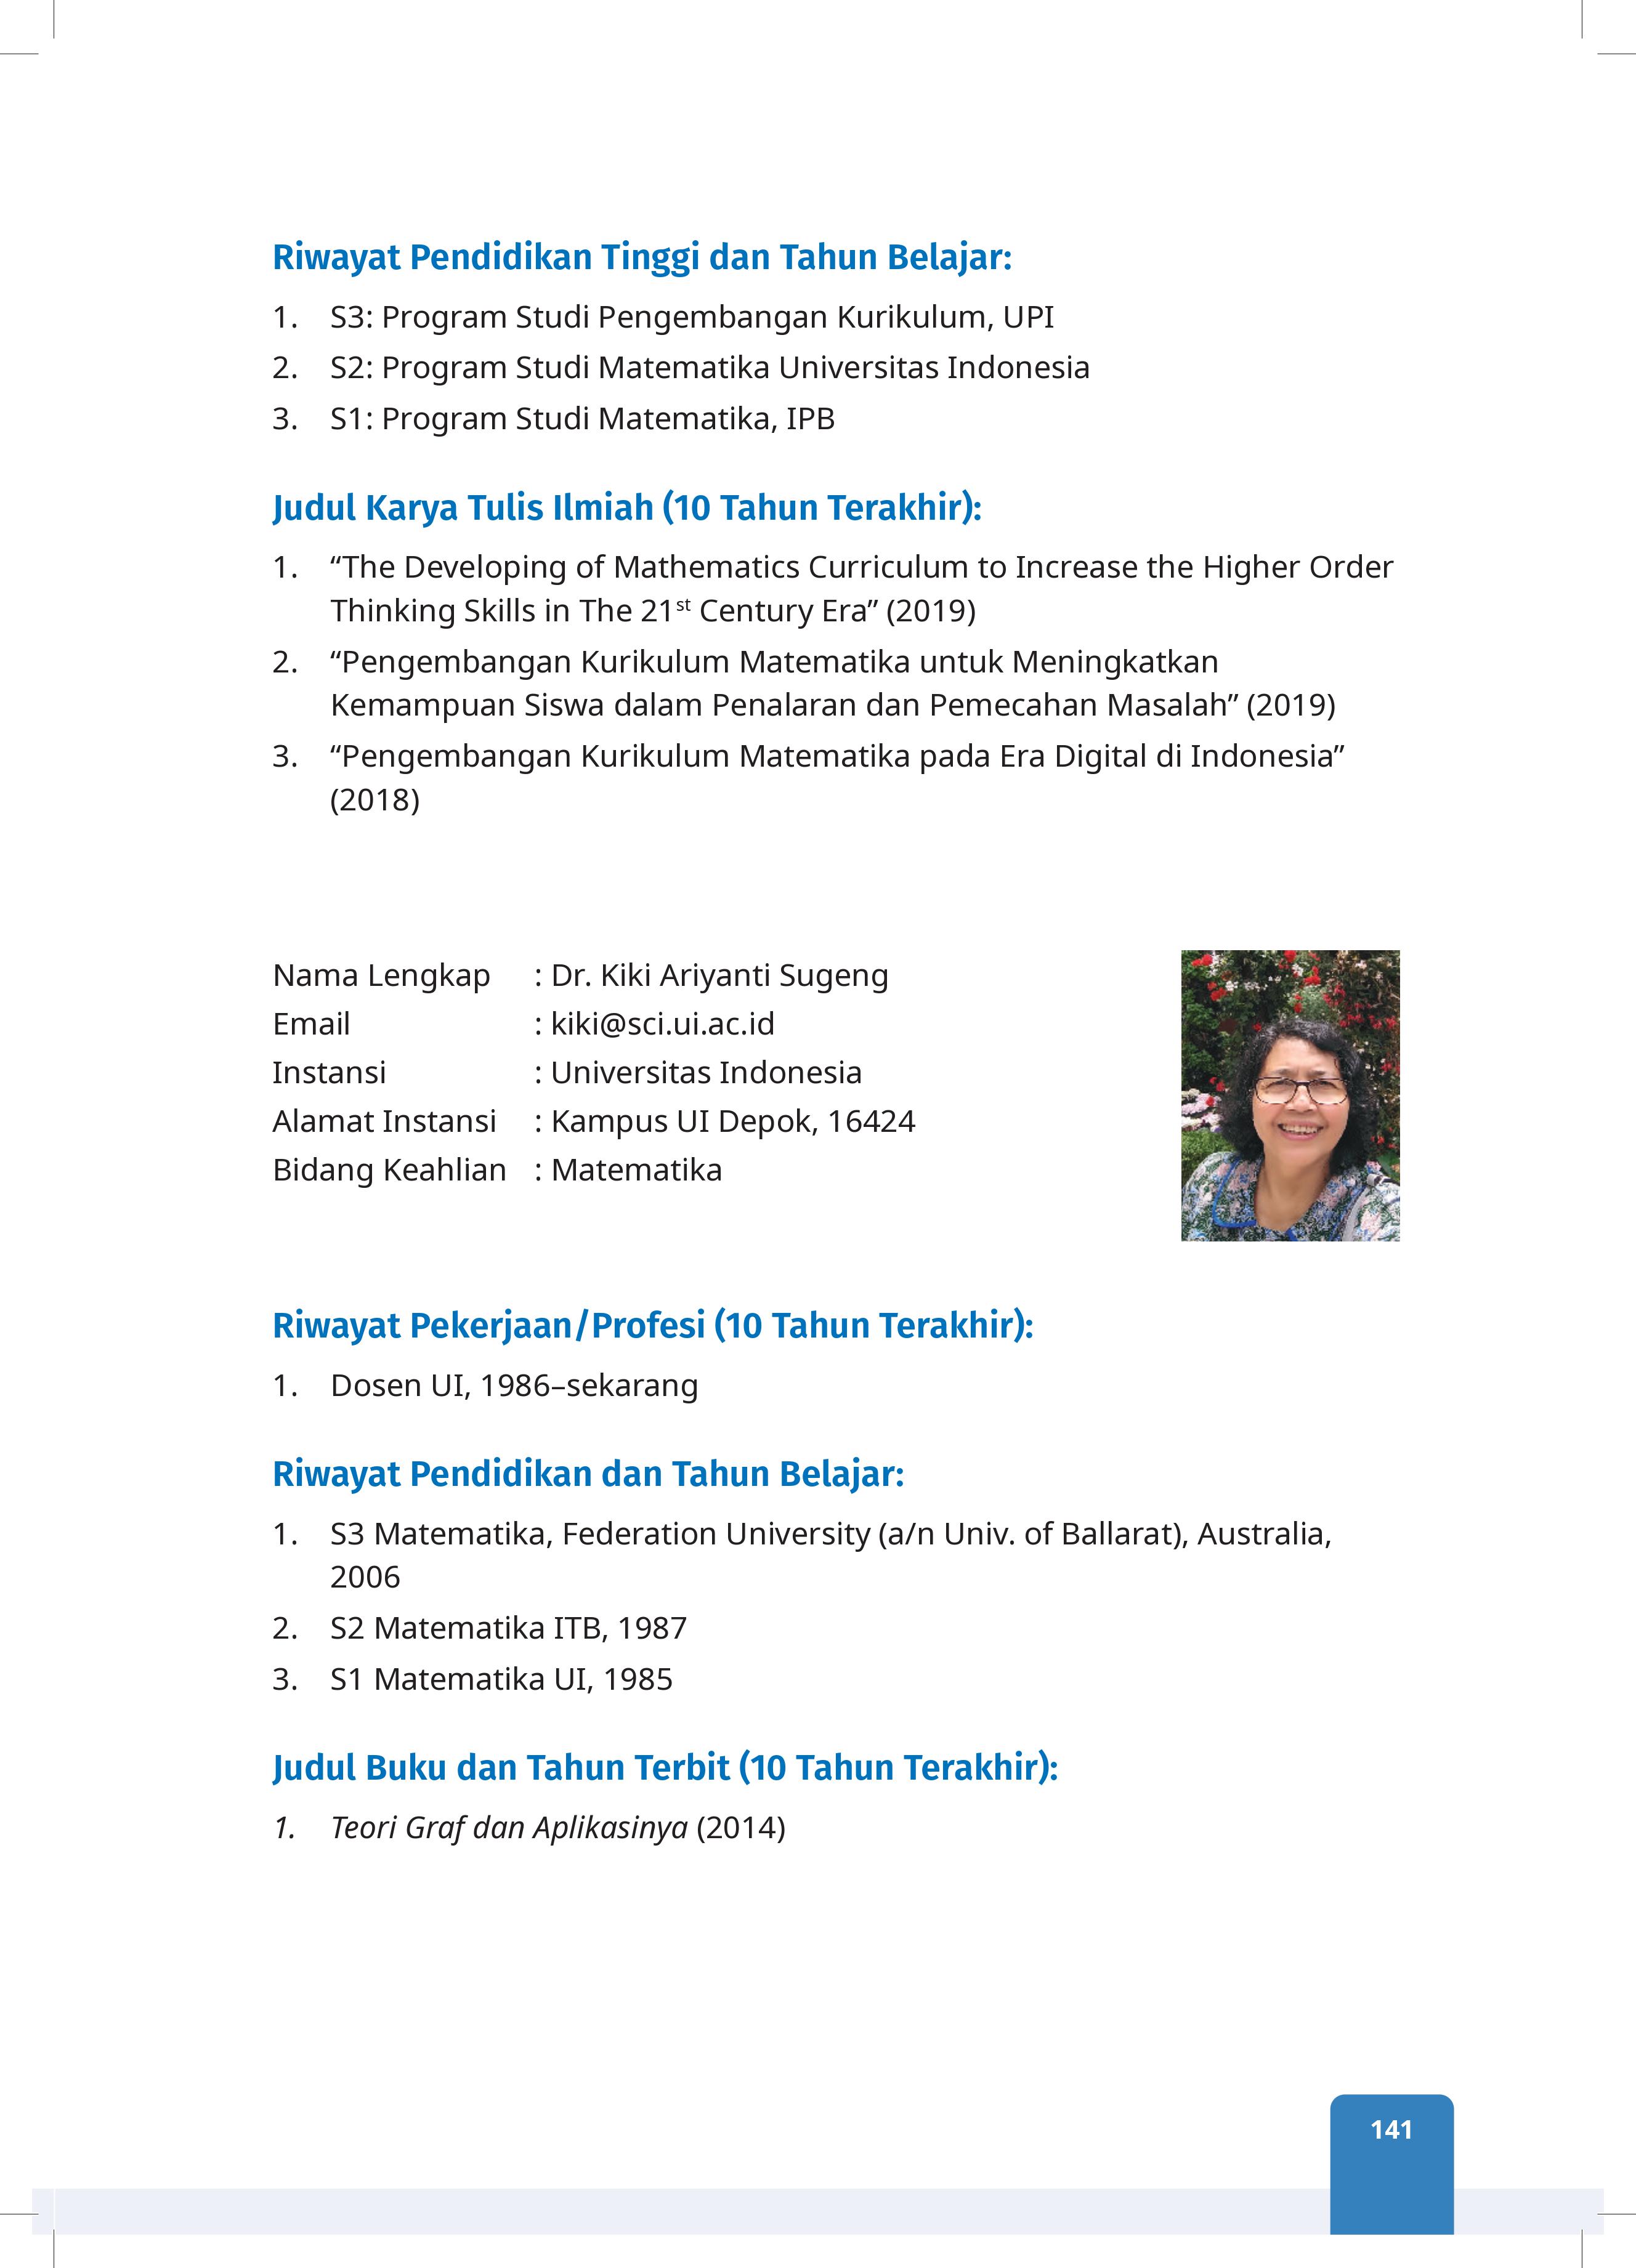 Riwayat Pendidikan Tinggi dan Tahun Belajar:
1. S3: Program Studi Pengembangan Kurikulum, UPI
2. S2: Program Studi Matematika Universitas Indonesia
3. S1: Program Studi Matematika, IPB
Judul Karya Tulis Ilmiah (10 Tahun Terakhir):
1. “The Developing of Mathematics Curriculum to Increase the Higher Order
Thinking Skills in The 21st Century Era” (2019)
2. “Pengembangan Kurikulum Matematika untuk Meningkatkan
Kemampuan Siswa dalam Penalaran dan Pemecahan Masalah” (2019)
3. “Pengembangan Kurikulum Matematika pada Era Digital di Indonesia”
(2018)
Nama Lengkap : Dr. Kiki Ariyanti Sugeng
Email : kiki@sci.ui.ac.id
Instansi : Universitas Indonesia
Alamat Instansi : Kampus UI Depok, 16424
Bidang Keahlian : Matematika
Riwayat Pekerjaan/Profesi (10 Tahun Terakhir):
1. Dosen UI, 1986–sekarang
Riwayat Pendidikan dan Tahun Belajar:
1. S3 Matematika, Federation University (a/n Univ. of Ballarat), Australia,
2006
2. S2 Matematika ITB, 1987
3. S1 Matematika UI, 1985
Judul Buku dan Tahun Terbit (10 Tahun Terakhir):
1. Teori Graf dan Aplikasinya (2014)
141